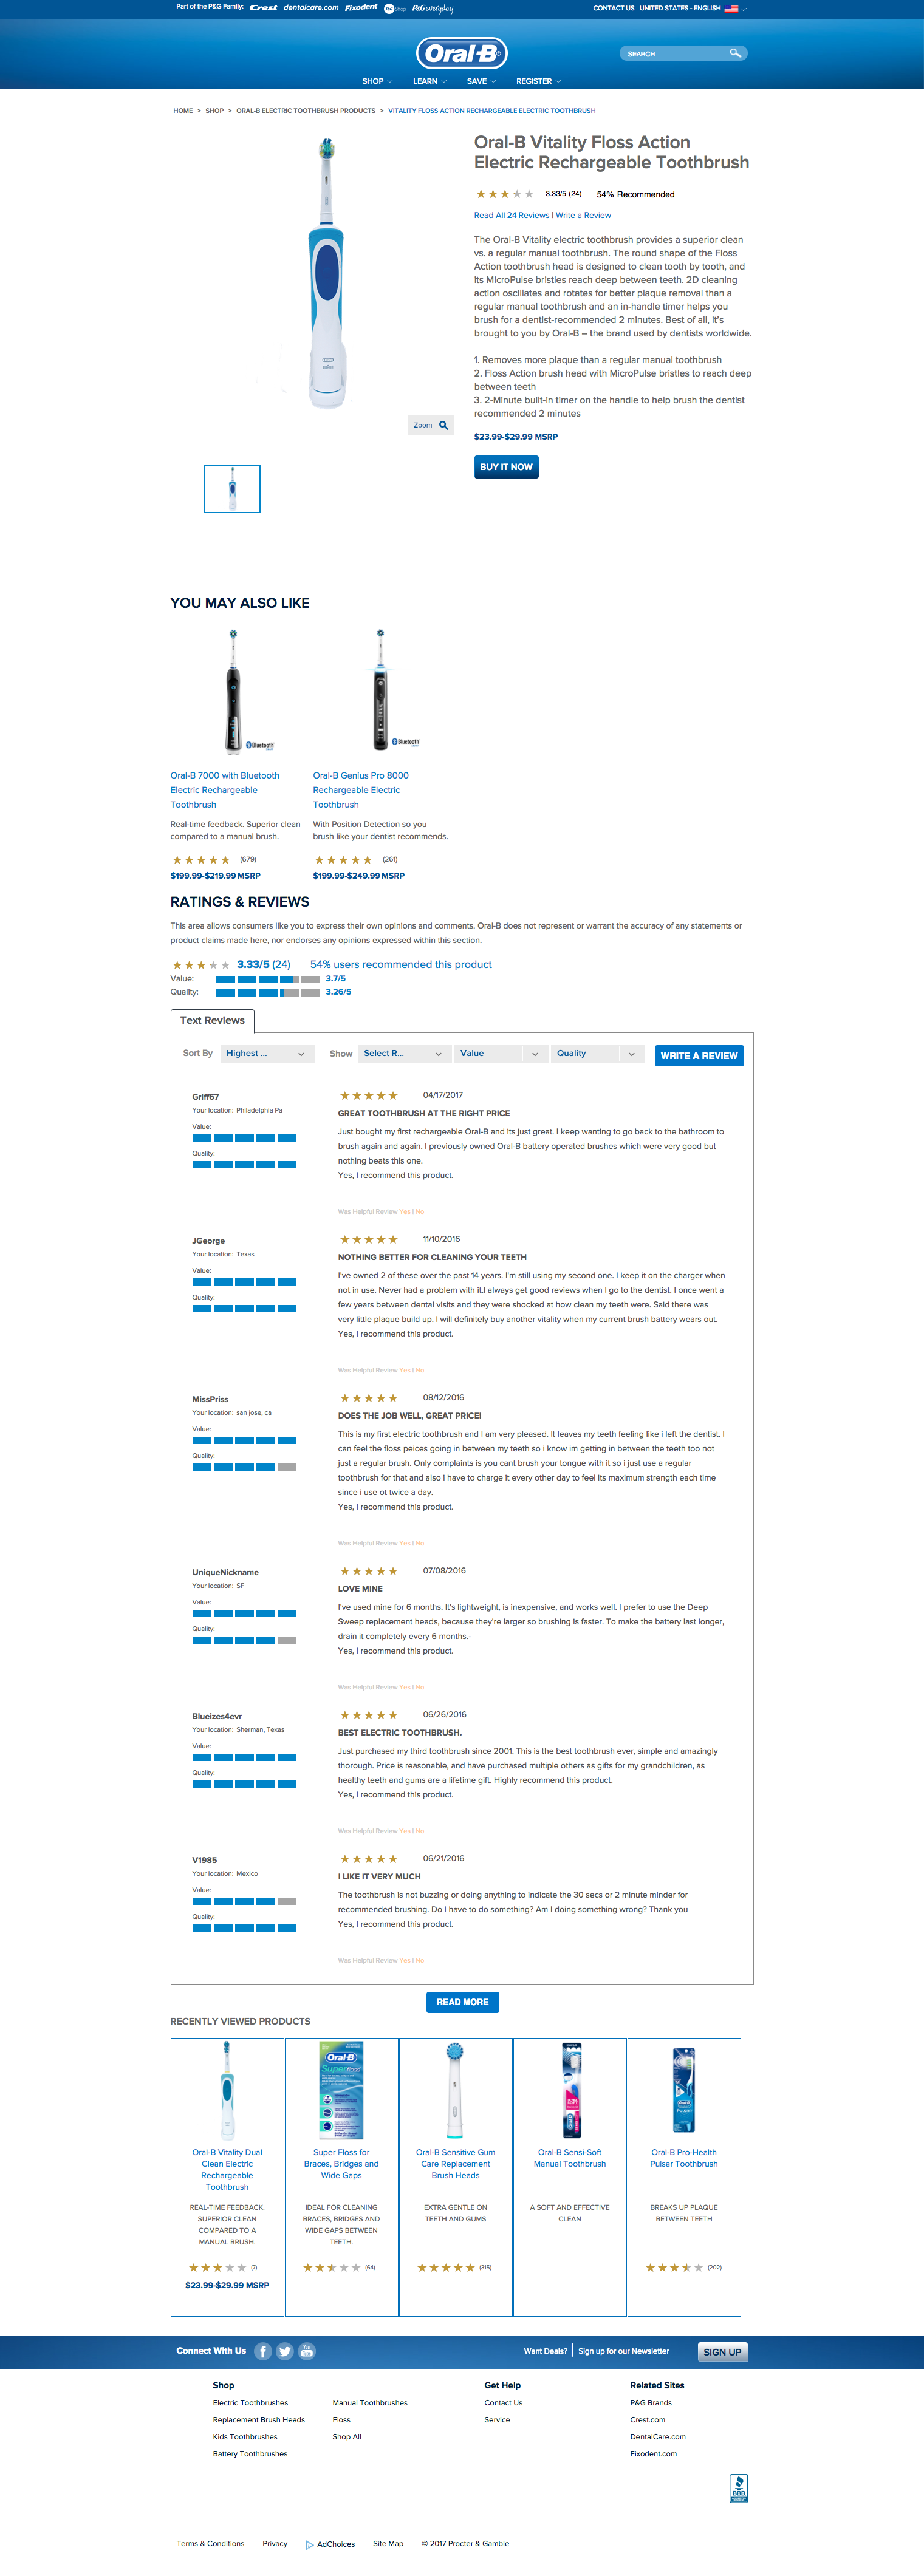 Part of the P&G Family: Crest dentalcare.com Fixodent P&G Shop P&G everyday
CONTACT US | UNITED STATES - ENGLISH
Oral-B
SEARCH
SHOP LEARN SAVE REGISTER
HOME > SHOP > ORAL-B ELECTRIC TOOTHBRUSH PRODUCTS > VITALITY FLOSS ACTION RECHARGEABLE ELECTRIC TOOTHBRUSH
Oral-B Vitality Floss Action
Electric Rechargeable Toothbrush
3.33/5 (24) 54% Recommended
Read All 24 Reviews | Write a Review
The Oral-B Vitality electric toothbrush provides a superior clean
vs. a regular manual toothbrush. The round shape of the Floss
Action toothbrush head is designed to clean tooth by tooth, and
its MicroPulse bristles reach deep between teeth. 2D cleaning
action oscillates and rotates for better plaque removal than a
regular manual toothbrush and an in-handle timer helps you
brush for a dentist-recommended 2 minutes. Best of all, it's
brought to you by Oral-B – the brand used by dentists worldwide.
1. Removes more plaque than a regular manual toothbrush
2. Floss Action brush head with MicroPulse bristles to reach deep
between teeth
3. 2-Minute built-in timer on the handle to help brush the dentist
recommended 2 minutes
$23.99-$29.99 MSRP
BUY IT NOW
Zoom
YOU MAY ALSO LIKE
Bluetooth
Bluetooth
Oral-B 7000 with Bluetooth
Electric Rechargeable
Toothbrush
Real-time feedback. Superior clean
compared to a manual brush.
(679)
$199.99-$219.99 MSRP
Oral-B Genius Pro 8000
Rechargeable Electric
Toothbrush
With Position Detection so you
brush like your dentist recommends.
(261)
$199.99-$249.99 MSRP
RATINGS & REVIEWS
This area allows consumers like you to express their own opinions and comments. Oral-B does not represent or warrant the accuracy of any statements or
product claims made here, nor endorses any opinions expressed within this section.
3.33/5 (24) 54% users recommended this product
Value: 3.7/5
Quality: 3.26/5
Text Reviews
Sort By Highest ... Show Select R... Value Quality WRITE A REVIEW
Griff67
Your location: Philadelphia Pa
Value:
Quality:
04/17/2017
GREAT TOOTHBRUSH AT THE RIGHT PRICE
Just bought my first rechargeable Oral-B and its just great. I keep wanting to go back to the bathroom to
brush again and again. I previously owned Oral-B battery operated brushes which were very good but
nothing beats this one.
Yes, I recommend this product.
Was Helpful Review Yes | No
JGeorge
Your location: Texas
Value:
Quality:
11/10/2016
NOTHING BETTER FOR CLEANING YOUR TEETH
I've owned 2 of these over the past 14 years. I'm still using my second one. I keep it on the charger when
not in use. Never had a problem with it.I always get good reviews when I go to the dentist. I once went a
few years between dental visits and they were shocked at how clean my teeth were. Said there was
very little plaque build up. I will definitely buy another vitality when my current brush battery wears out.
Yes, I recommend this product.
Was Helpful Review Yes | No
MissPriss
Your location: san jose, ca
Value:
Quality:
08/12/2016
DOES THE JOB WELL, GREAT PRICE!
This is my first electric toothbrush and I am very pleased. It leaves my teeth feeling like i left the dentist. I
can feel the floss peices going in between my teeth so i know im getting in between the teeth too not
just a regular brush. Only complaints is you cant brush your tongue with it so i just use a regular
toothbrush for that and also i have to charge it every other day to feel its maximum strength each time
since i use ot twice a day.
Yes, I recommend this product.
Was Helpful Review Yes | No
UniqueNickname
Your location: SF
Value:
Quality:
07/08/2016
LOVE MINE
I've used mine for 6 months. It's lightweight, is inexpensive, and works well. I prefer to use the Deep
Sweep replacement heads, because they're larger so brushing is faster. To make the battery last longer,
drain it completely every 6 months.-
Yes, I recommend this product.
Was Helpful Review Yes | No
Blueizes4evr
Your location: Sherman, Texas
Value:
Quality:
06/26/2016
BEST ELECTRIC TOOTHBRUSH.
Just purchased my third toothbrush since 2001. This is the best toothbrush ever, simple and amazingly
thorough. Price is reasonable, and have purchased multiple others as gifts for my grandchildren, as
healthy teeth and gums are a lifetime gift. Highly recommend this product.
Yes, I recommend this product.
Was Helpful Review Yes | No
V1985
Your location: Mexico
Value:
Quality:
06/21/2016
I LIKE IT VERY MUCH
The toothbrush is not buzzing or doing anything to indicate the 30 secs or 2 minute minder for
recommended brushing. Do I have to do something? Am I doing something wrong? Thank you
Yes, I recommend this product.
Was Helpful Review Yes | No
READ MORE
RECENTLY VIEWED PRODUCTS
Oral-B Vitality Dual
Clean Electric
Rechargeable
Toothbrush
REAL-TIME FEEDBACK.
SUPERIOR CLEAN
COMPARED TO A
MANUAL BRUSH.
(7)
$23.99-$29.99 MSRP
Oral-B
Superfloss
Super Floss for
Braces, Bridges and
Wide Gaps
IDEAL FOR CLEANING
BRACES, BRIDGES AND
WIDE GAPS BETWEEN
TEETH.
(64)
Oral-B Sensitive Gum
Care Replacement
Brush Heads
EXTRA GENTLE ON
TEETH AND GUMS
(315)
Oral-B Sensi-Soft
Manual Toothbrush
A SOFT AND EFFECTIVE
CLEAN
Oral-B Pro-Health
Pulsar Toothbrush
BREAKS UP PLAQUE
BETWEEN TEETH
(202)
Connect With Us
You Tube
Want Deals? | Sign up for our Newsletter SIGN UP
Shop
Electric Toothbrushes
Replacement Brush Heads
Kids Toothbrushes
Battery Toothbrushes
Manual Toothbrushes
Floss
Shop All
Get Help
Contact Us
Service
Related Sites
P&G Brands
Crest.com
DentalCare.com
Fixodent.com
BBB
Terms & Conditions Privacy AdChoices Site Map © 2017 Procter & Gamble